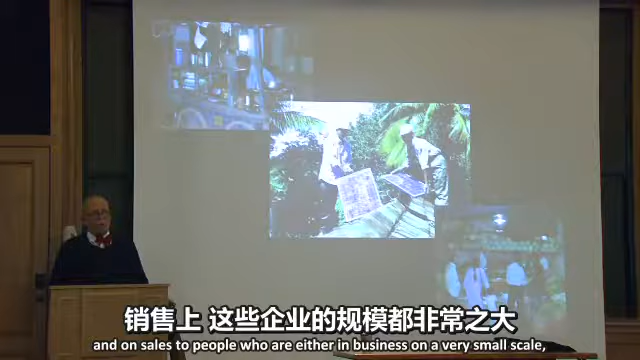 销售上 这些企业的规模都非常之大
and on sales to people who are either in business on a very small scale,